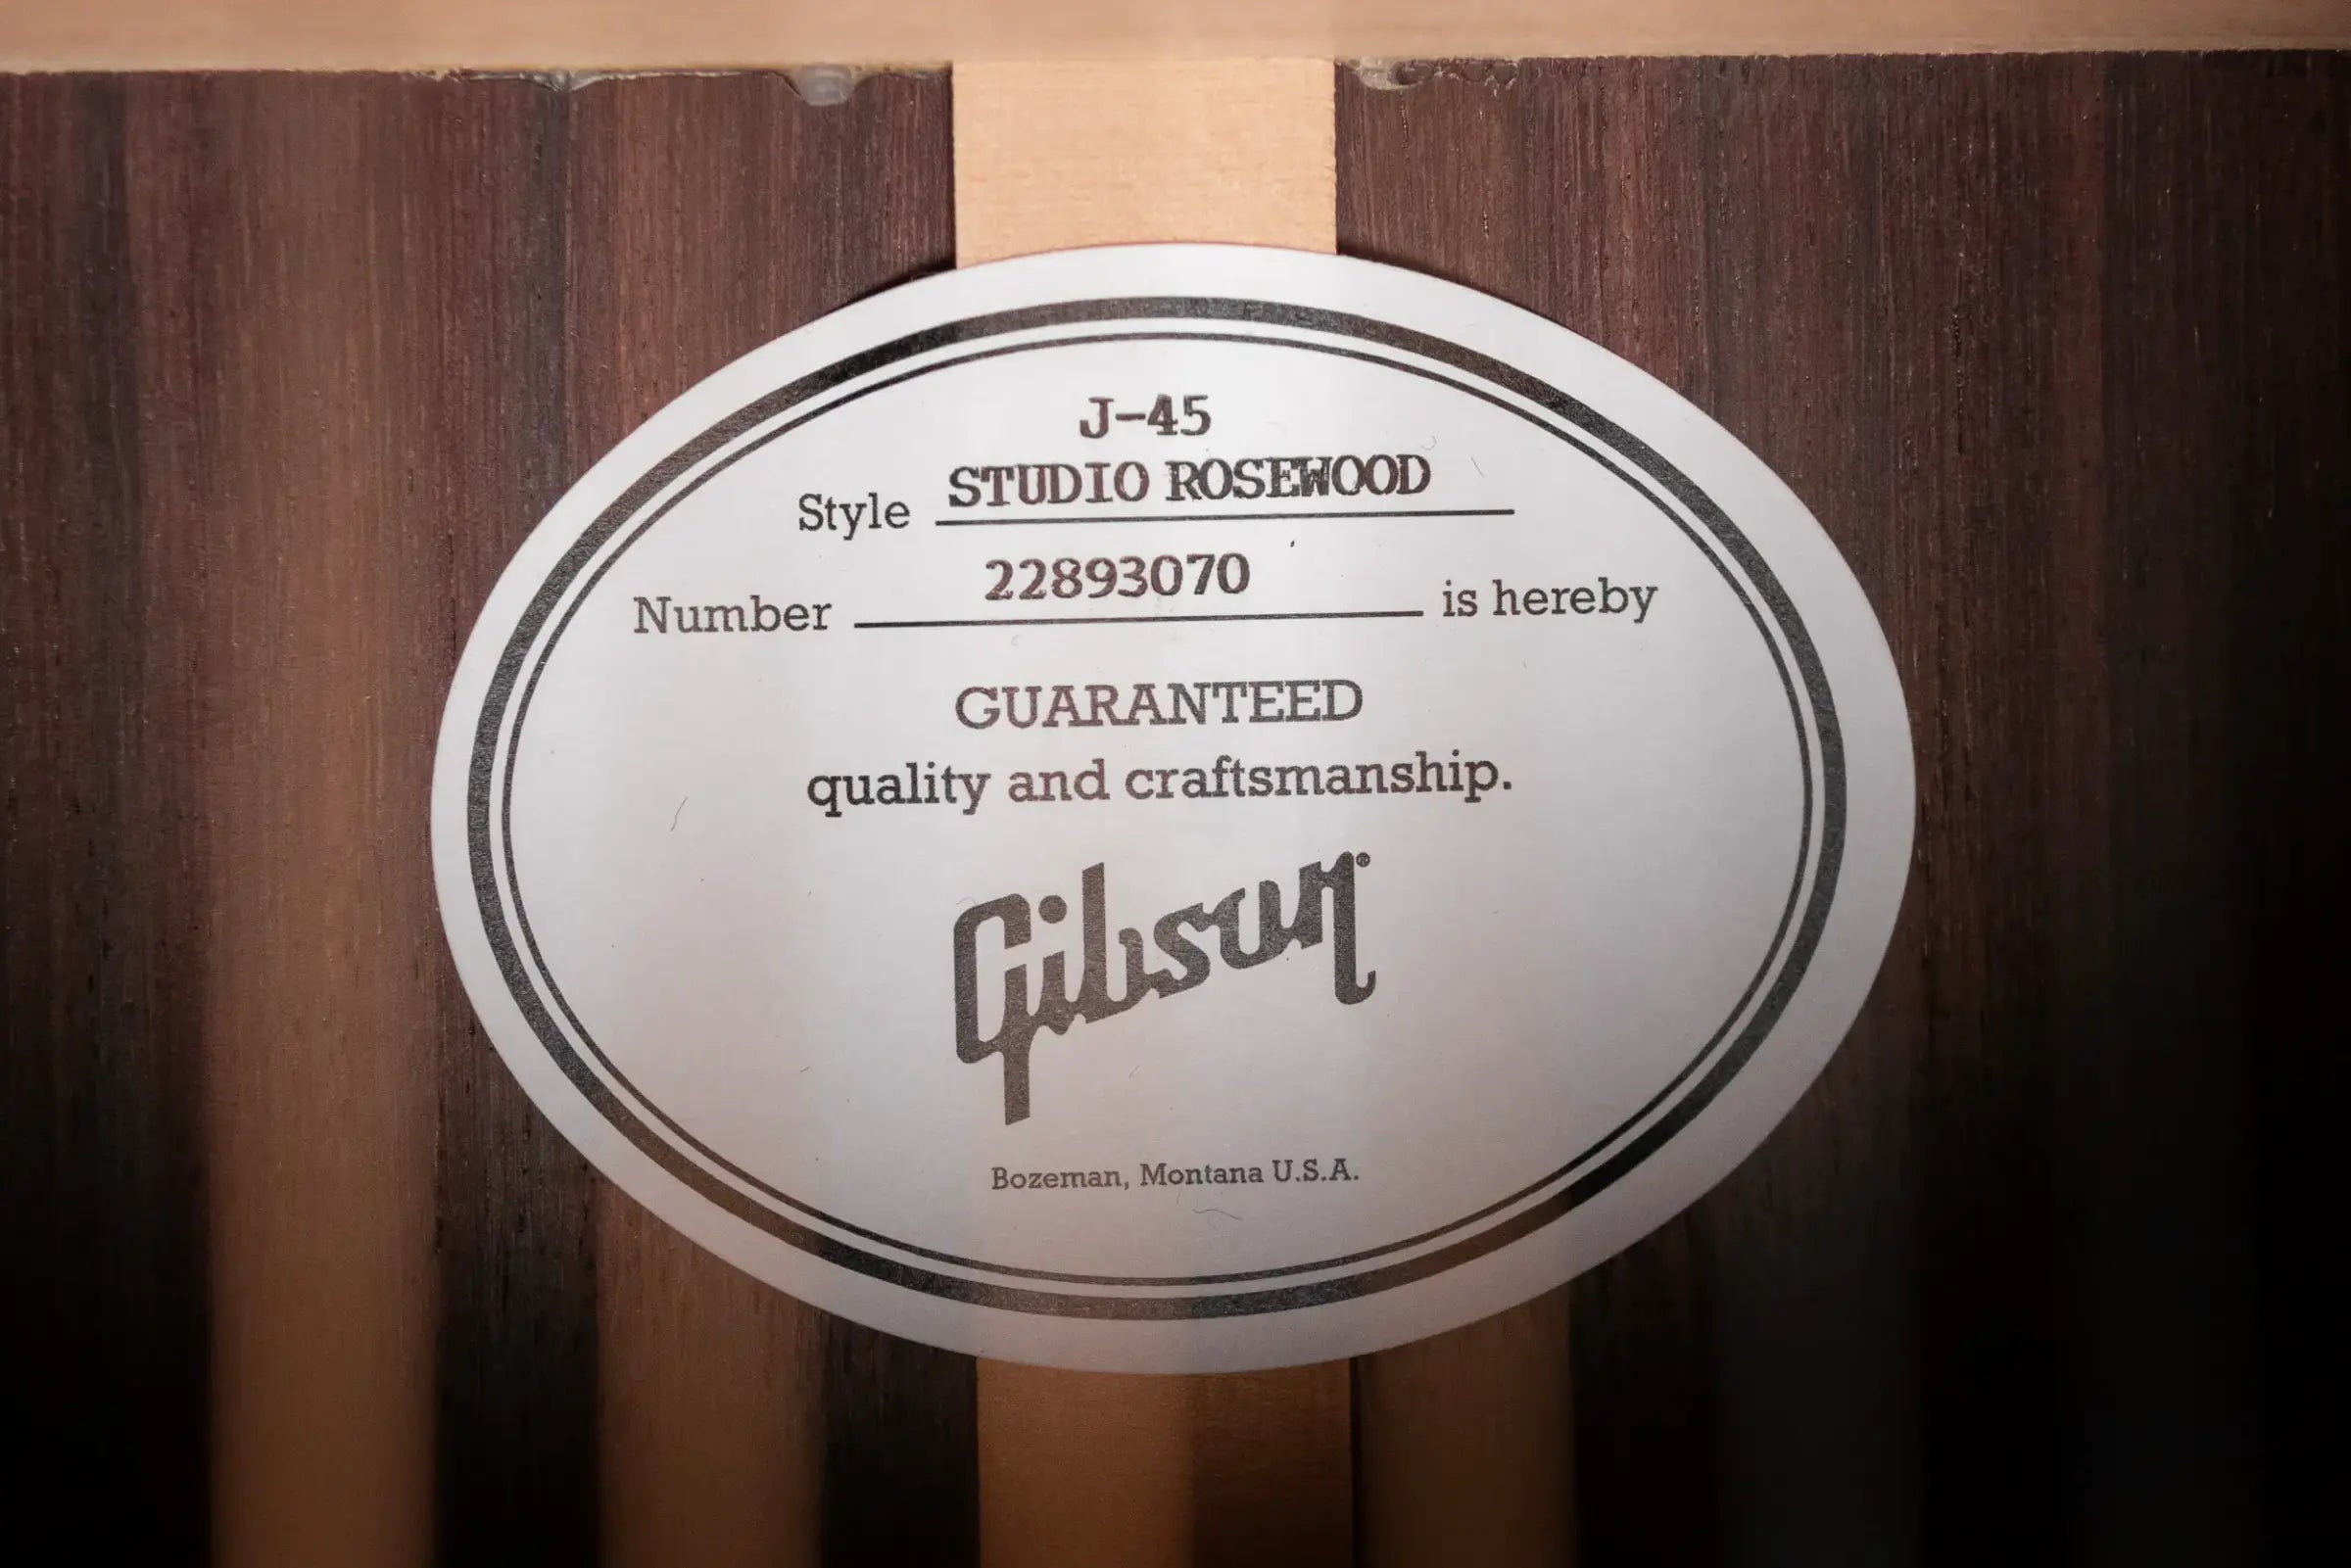 J-45
Style STUDIO ROSEWOOD
Number 22893070 is hereby
GUARANTEED
quality and craftsmanship.
Gibson®
Bozeman, Montana U.S.A.